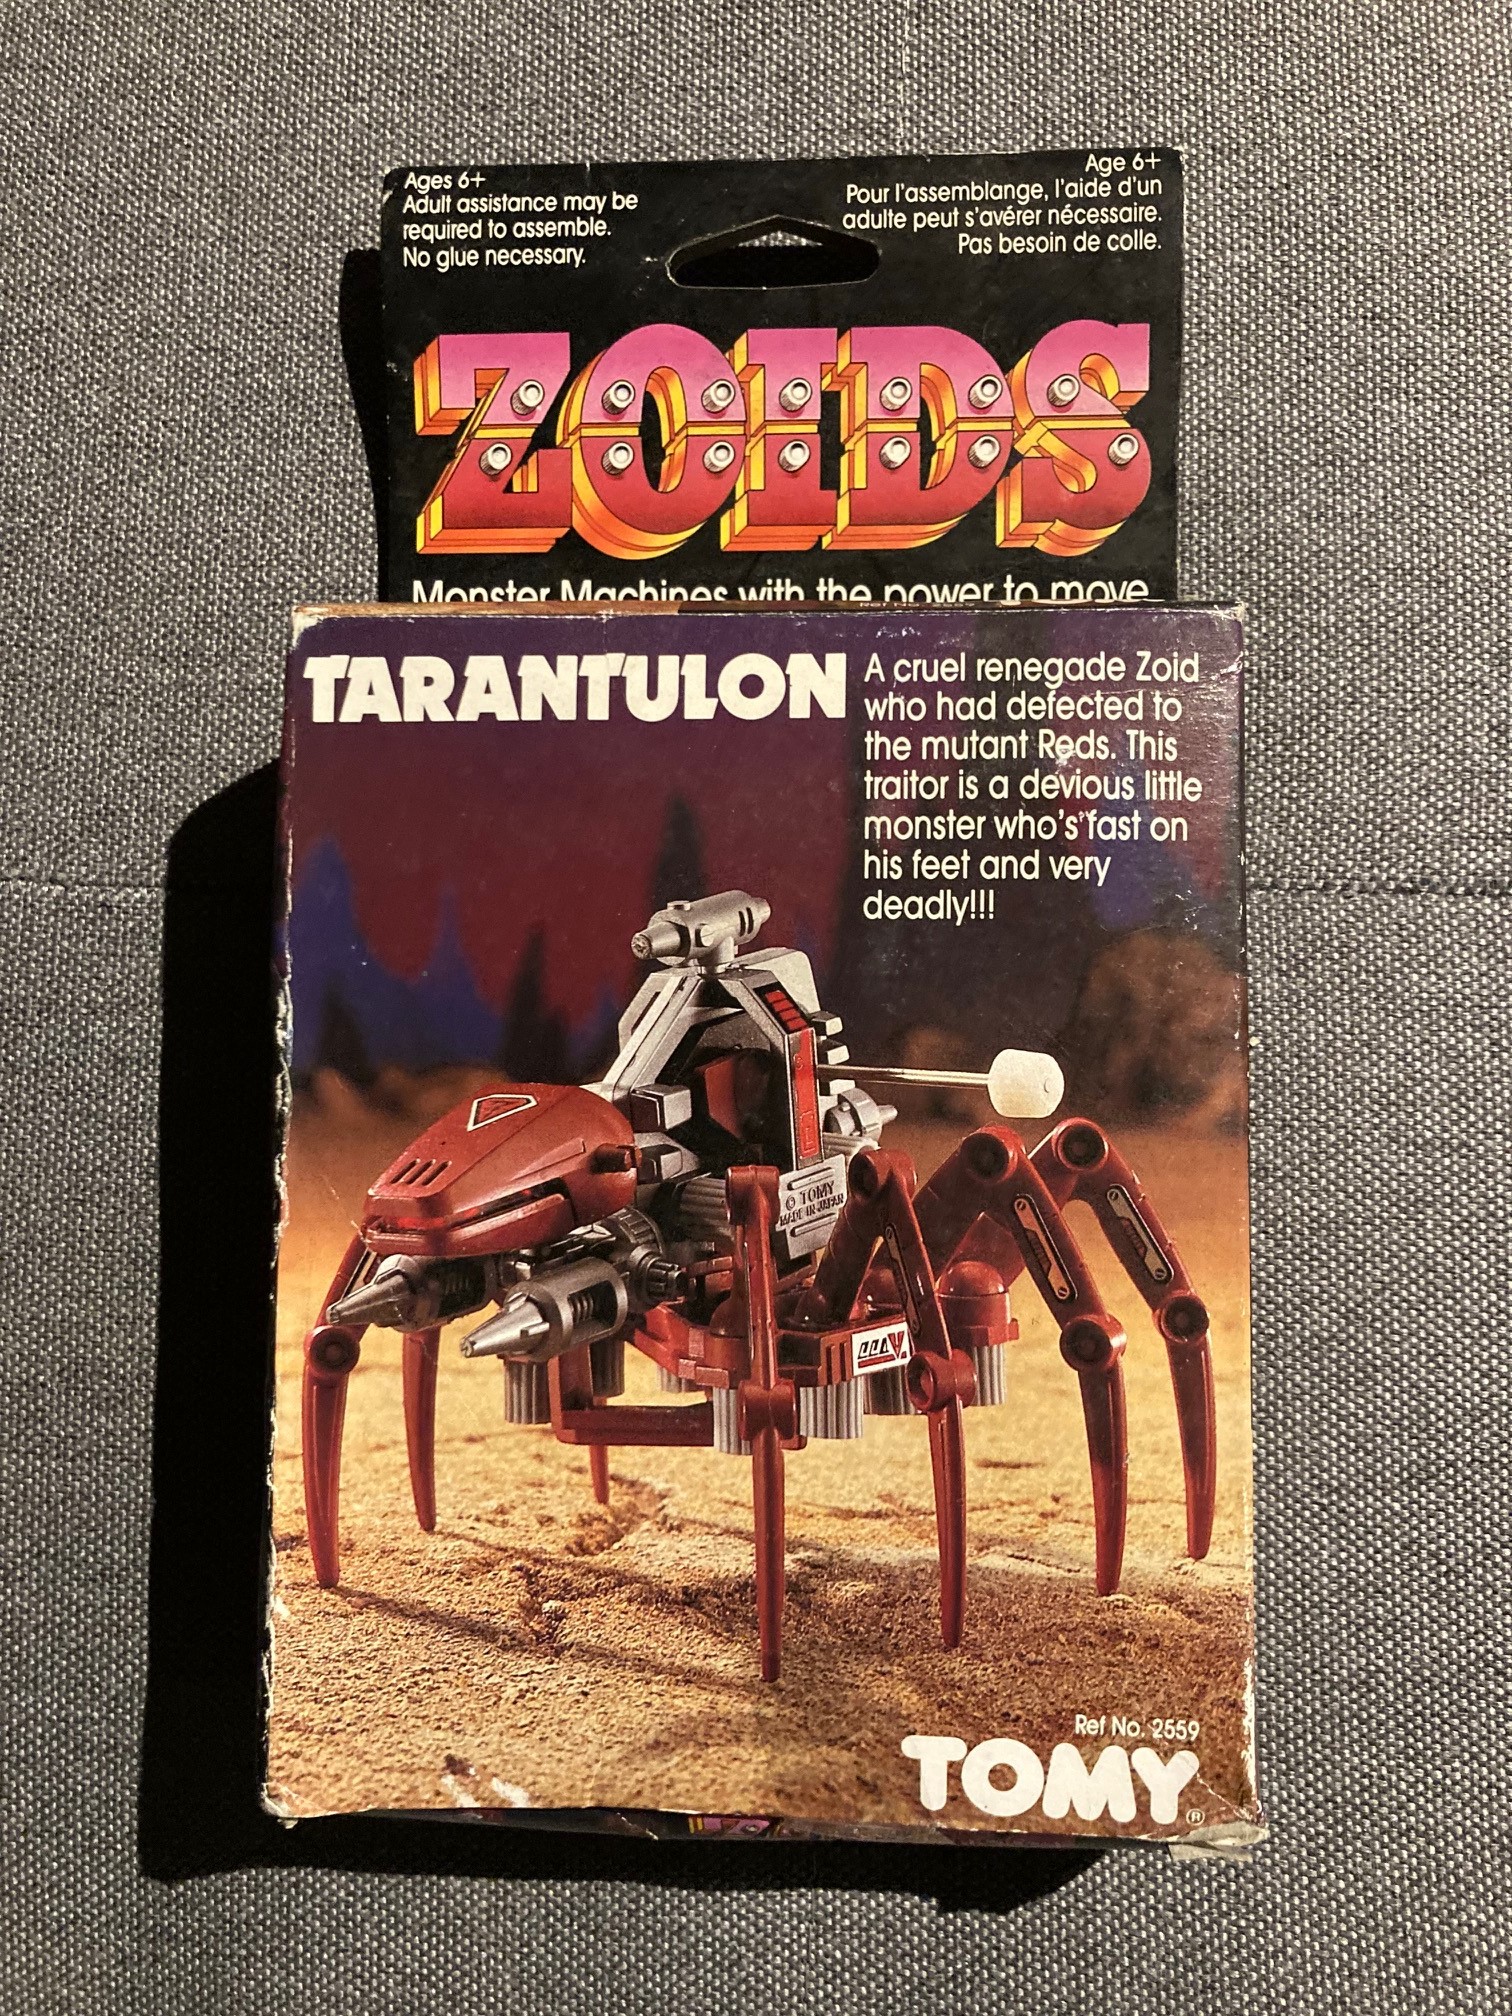 Ages 6+
Adult assistance may be
required to assemble.
No glue necessary.
Age 6+
Pour l'assemblange, l'aide d'un
adulte peut s'avérer nécessaire.
Pas besoin de colle.
ZOIDS
Monster Machines with the power to move
TARANTULON
A cruel renegade Zoid
who had defected to
the mutant Reds. This
traitor is a devious little
monster who's fast on
his feet and very
deadly!!!
© TOMY
MADE IN JAPAN
Ref No. 2559
TOMY®